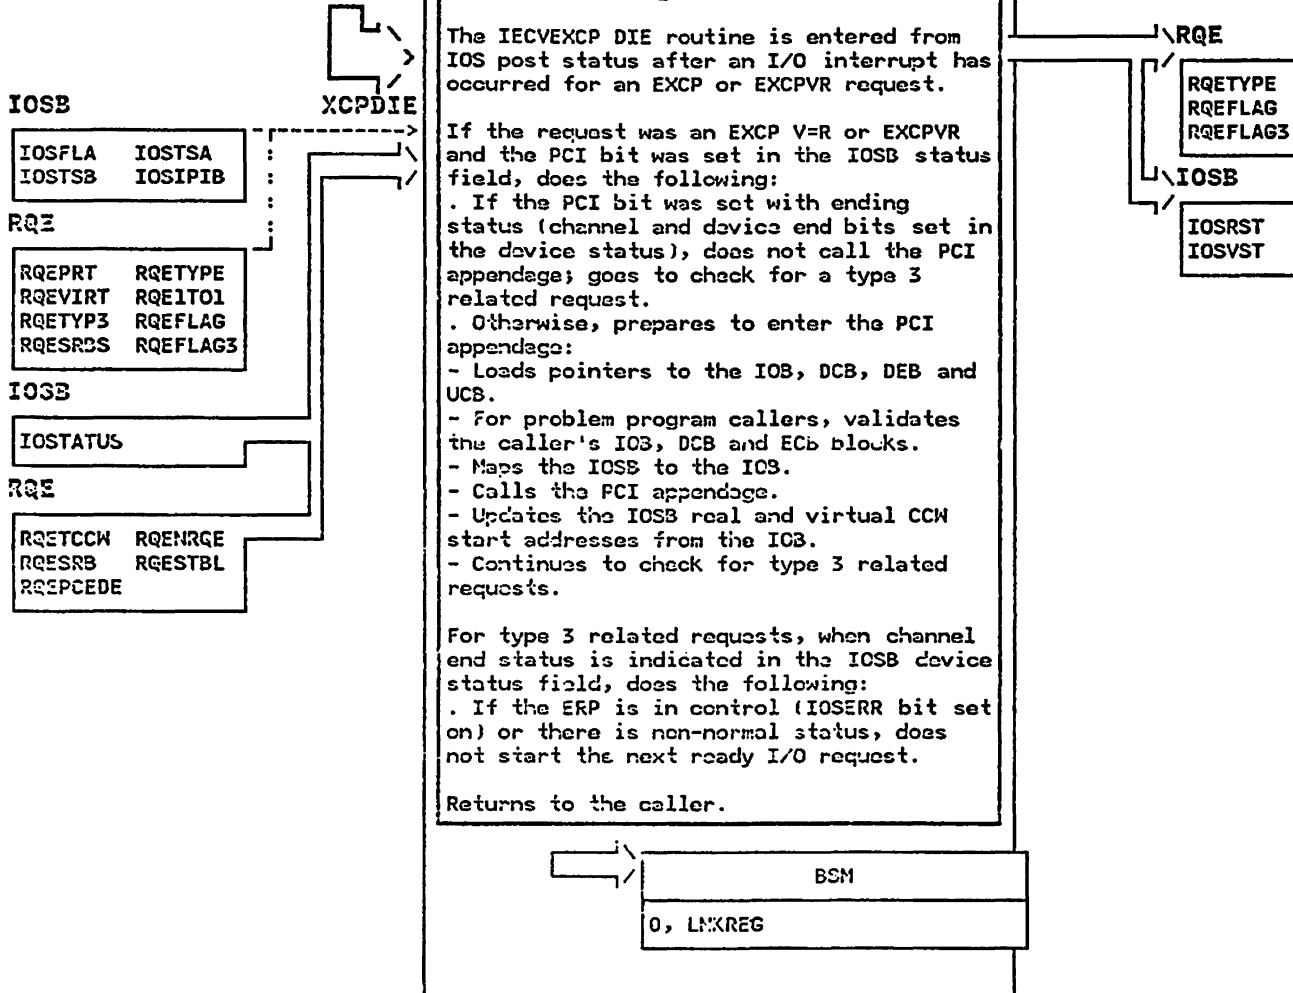 IOSB
IOSFLA IOSTSA
IOSTSB IOSIPIB
RQE
RQEPRT RQETYPE
RQEVIRT RQE1TO1
RQETYP3 RQEFLAG
RQESRBS RQEFLAG3
IOSB
IOSTATUS
RQE
RQETCCW RQENRQE
RQESRB RQESTBL
RQEPCEDE
XCPDIE
The IECVEXCP DIE routine is entered from
IOS post status after an I/O interrupt has
occurred for an EXCP or EXCPVR request.
If the request was an EXCP V=R or EXCPVR
and the PCI bit was set in the IOSB status
field, does the following:
. If the PCI bit was set with ending
status (channel and device end bits set in
the device status), does not call the PCI
appendage; goes to check for a type 3
related request.
. Otherwise, prepares to enter the PCI
appendage:
- Loads pointers to the IOB, DCB, DEB and
UCB.
- For problem program callers, validates
the caller's IOB, DCB and ECB blocks.
- Maps the IOSB to the IOB.
- Calls the PCI appendage.
- Updates the IOSB real and virtual CCW
start addresses from the IOB.
- Continues to check for type 3 related
requests.
For type 3 related requests, when channel
end status is indicated in the IOSB device
status field, does the following:
. If the ERP is in control (IOSERR bit set
on) or there is non-normal status, does
not start the next ready I/O request.
Returns to the caller.
BSM
0, LNKREG
RQE
RQETYPE
RQEFLAG
RQEFLAG3
IOSB
IOSRST
IOSVST